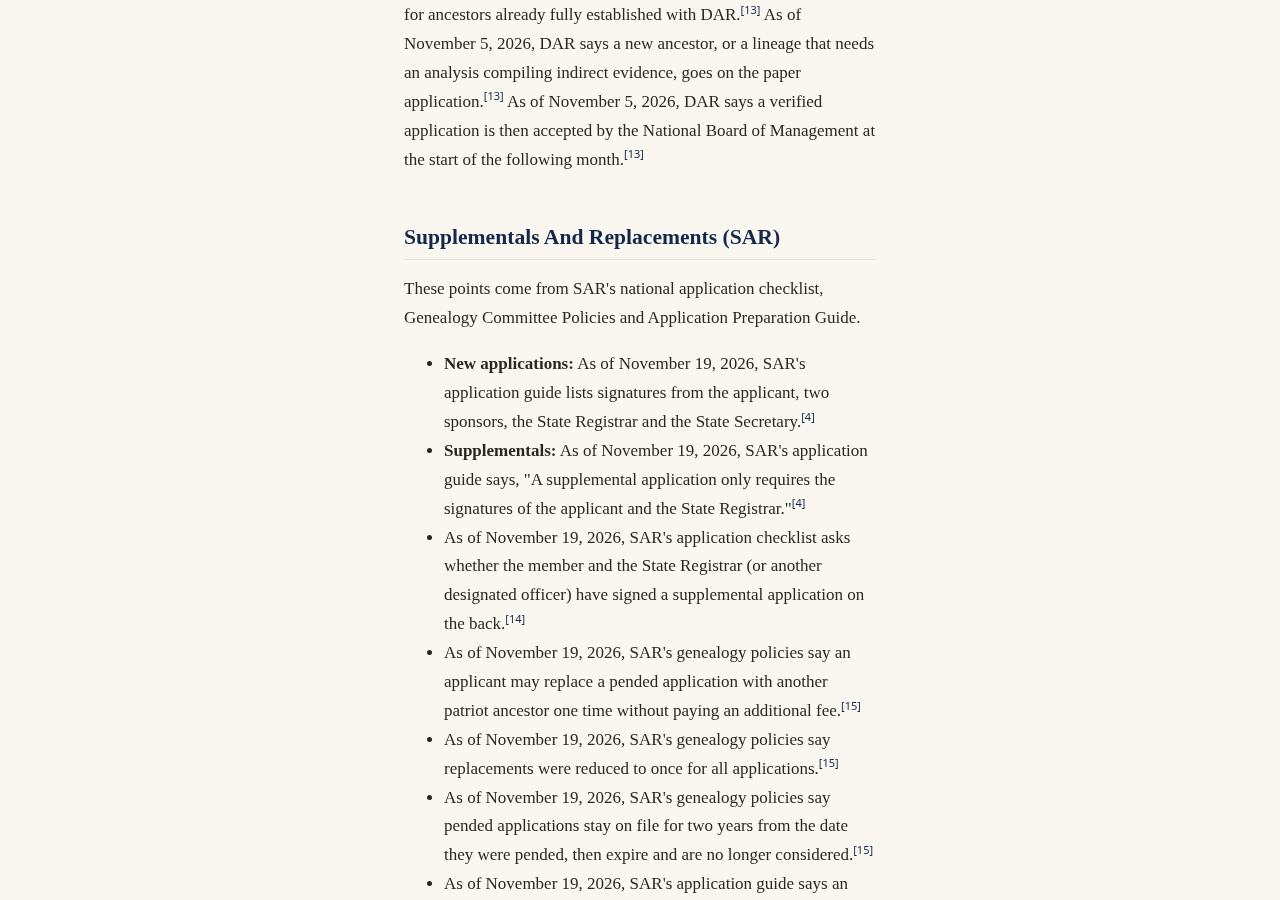 for ancestors already fully established with DAR.[13] As of
November 5, 2026, DAR says a new ancestor, or a lineage that needs
an analysis compiling indirect evidence, goes on the paper
application.[13] As of November 5, 2026, DAR says a verified
application is then accepted by the National Board of Management at
the start of the following month.[13]
Supplementals And Replacements (SAR)
These points come from SAR's national application checklist,
Genealogy Committee Policies and Application Preparation Guide.
• New applications: As of November 19, 2026, SAR's
application guide lists signatures from the applicant, two
sponsors, the State Registrar and the State Secretary.[4]
• Supplementals: As of November 19, 2026, SAR's application
guide says, "A supplemental application only requires the
signatures of the applicant and the State Registrar."[4]
• As of November 19, 2026, SAR's application checklist asks
whether the member and the State Registrar (or another
designated officer) have signed a supplemental application on
the back.[14]
• As of November 19, 2026, SAR's genealogy policies say an
applicant may replace a pended application with another
patriot ancestor one time without paying an additional fee.[15]
• As of November 19, 2026, SAR's genealogy policies say
replacements were reduced to once for all applications.[15]
• As of November 19, 2026, SAR's genealogy policies say
pended applications stay on file for two years from the date
they were pended, then expire and are no longer considered.[15]
• As of November 19, 2026, SAR's application guide says an